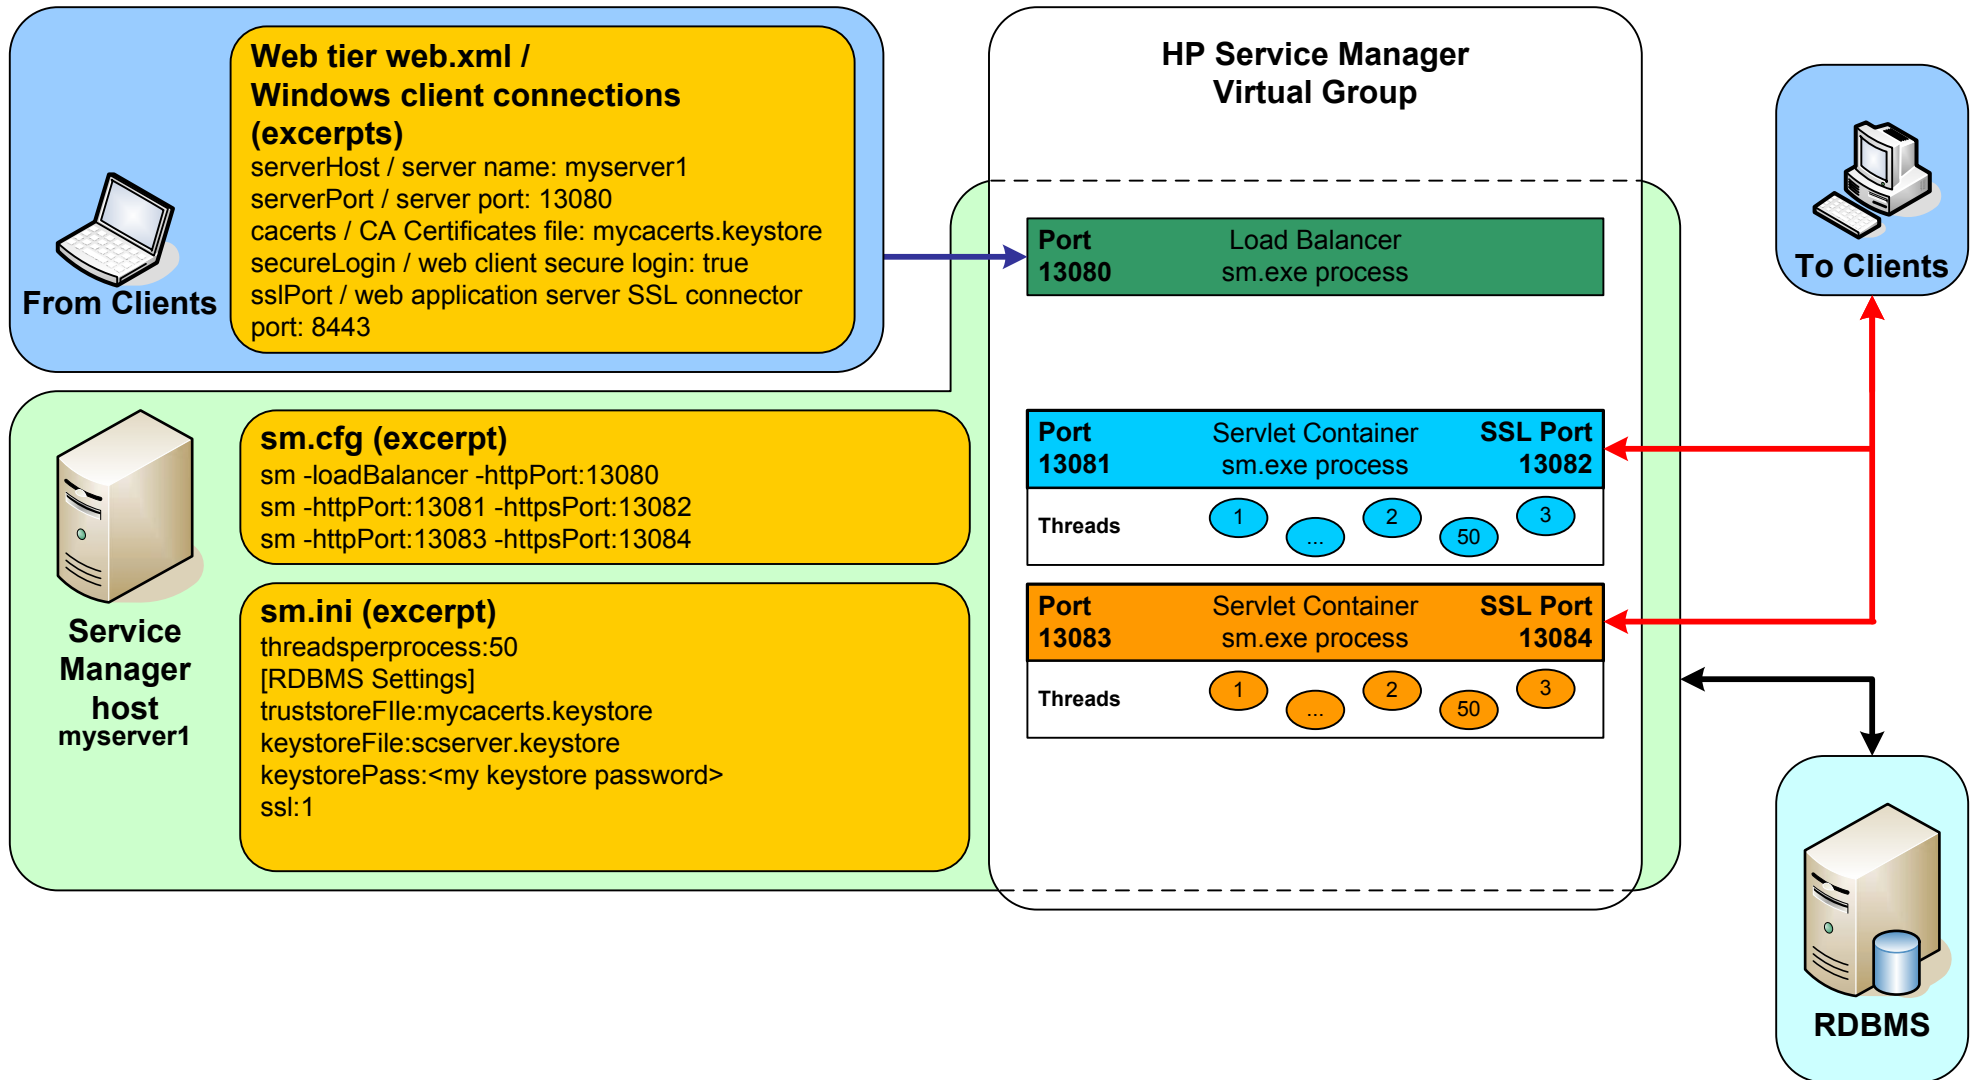 Web tier web.xml /
Windows client connections
(excerpts)
serverHost / server name: myserver1
serverPort / server port: 13080
cacerts / CA Certificates file: mycacerts.keystore
secureLogin / web client secure login: true
sslPort / web application server SSL connector
port: 8443
From Clients
HP Service Manager
Virtual Group
Port
13080
Load Balancer
sm.exe process
To Clients
sm.cfg (excerpt)
sm -loadBalancer -httpPort:13080
sm -httpPort:13081 -httpsPort:13082
sm -httpPort:13083 -httpsPort:13084
Service
Manager
host
myserver1
sm.ini (excerpt)
threadsperprocess:50
[RDBMS Settings]
truststoreFIle:mycacerts.keystore
keystoreFile:scserver.keystore
keystorePass:<my keystore password>
ssl:1
Port
13081
Servlet Container
sm.exe process
SSL Port
13082
Threads
1
...
2
50
3
Port
13083
Servlet Container
sm.exe process
SSL Port
13084
Threads
1
...
2
50
3
RDBMS